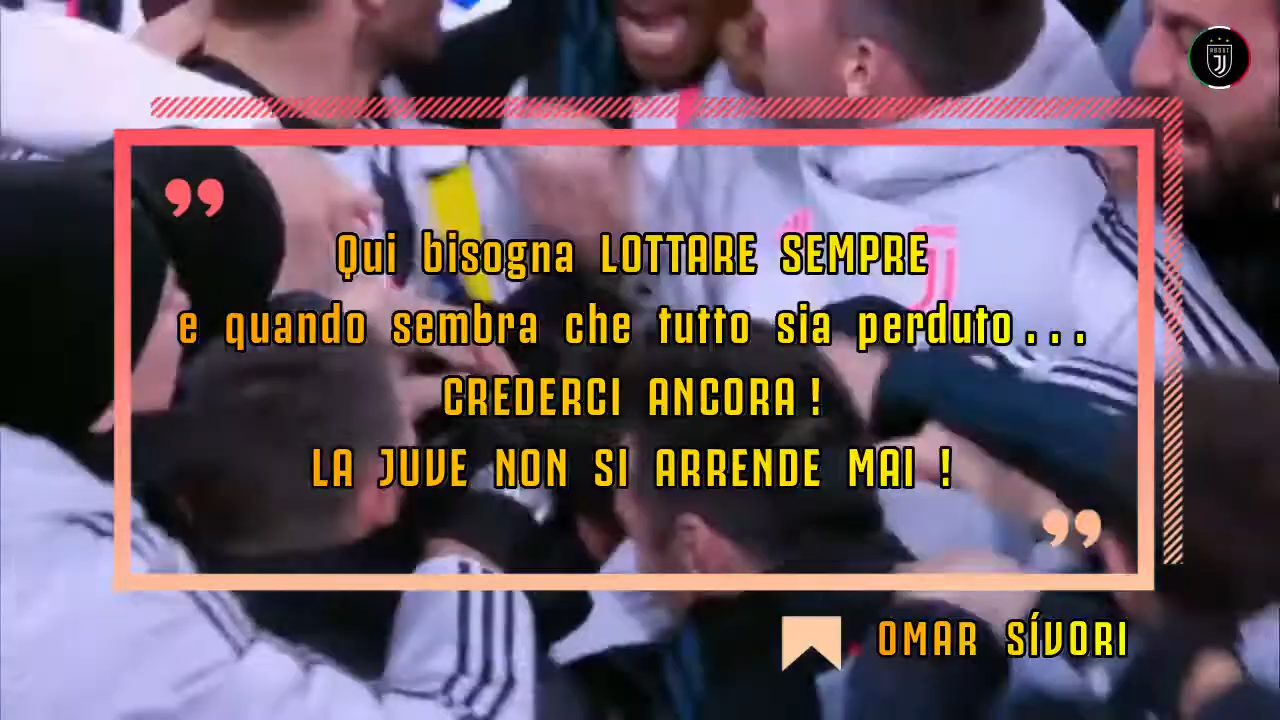 Qui bisogna LOTTARE SEMPRE
e quando sembra che tutto sia perduto...
CREDERCI ANCORA!
LA JUVE NON SI ARRENDE MAI !
OMAR SÍVORI